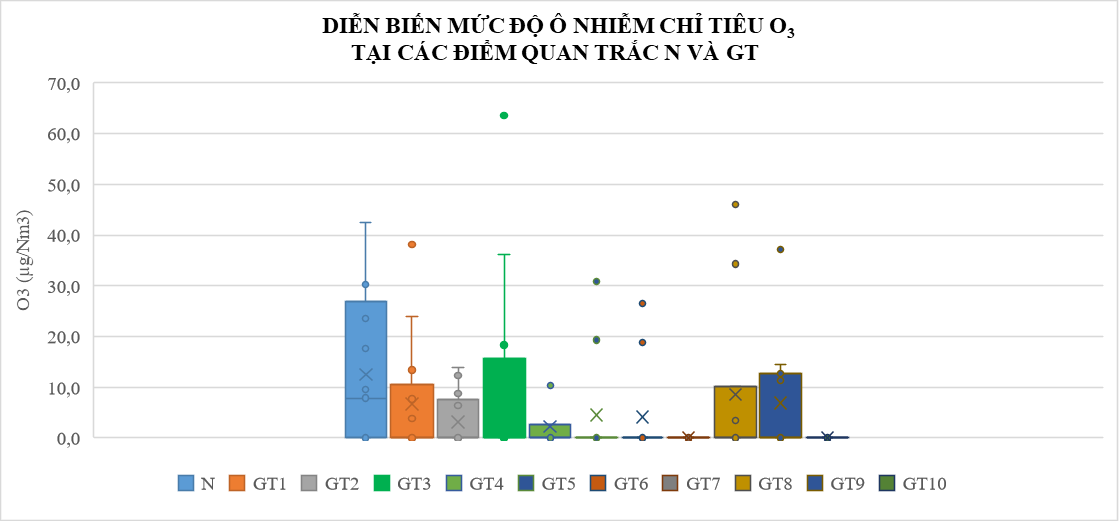 DIỄN BIẾN MỨC ĐỘ Ô NHIỄM CHỈ TIÊU O₃
TẠI CÁC ĐIỂM QUAN TRẮC N VÀ GT
O3 (µg/Nm3)
70,0
60,0
50,0
40,0
30,0
20,0
10,0
0,0
N GT1 GT2 GT3 GT4 GT5 GT6 GT7 GT8 GT9 GT10